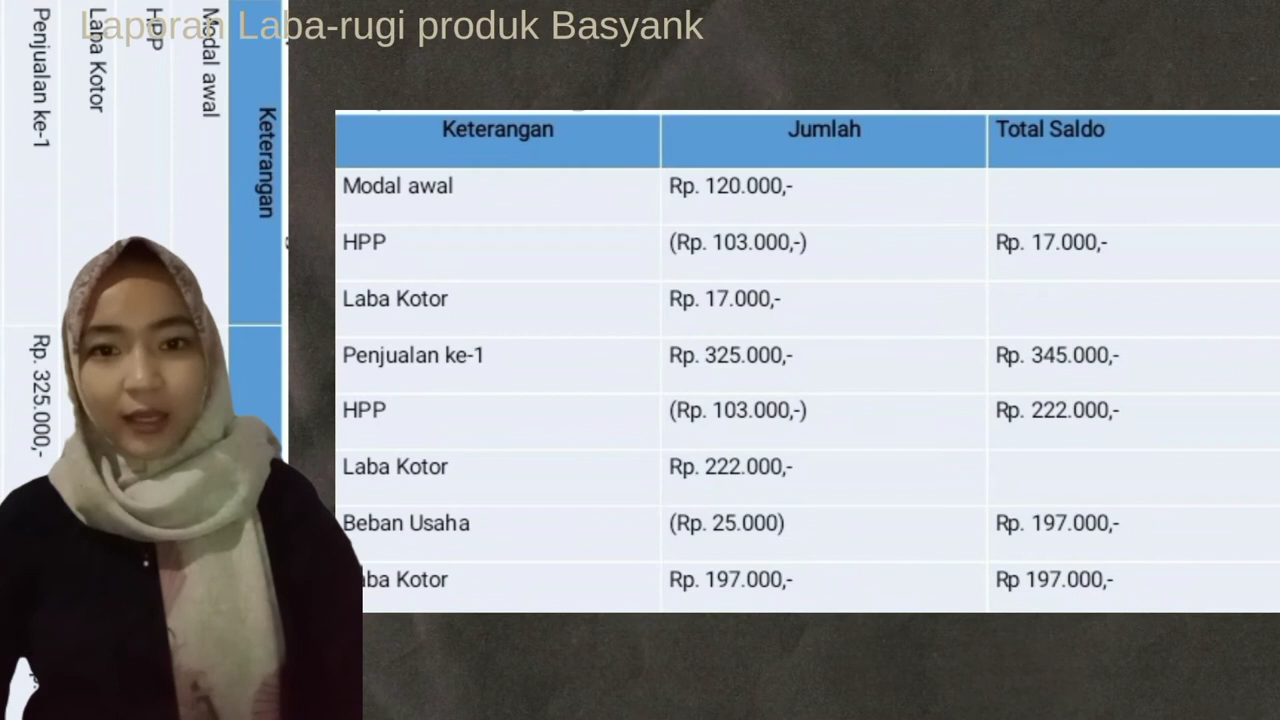 Laporan Laba-rugi produk Basyank
Keterangan Jumlah Total Saldo
Modal awal Rp. 120.000,-
HPP (Rp. 103.000,-) Rp. 17.000,-
Laba Kotor Rp. 17.000,-
Penjualan ke-1 Rp. 325.000,- Rp. 345.000,-
HPP (Rp. 103.000,-) Rp. 222.000,-
Laba Kotor Rp. 222.000,-
Beban Usaha (Rp. 25.000) Rp. 197.000,-
aba Kotor Rp. 197.000,- Rp 197.000,-
Keterangan
Modal awal
HPP
Laba Kotor
Penjualan ke-1 Rp. 325.000,-